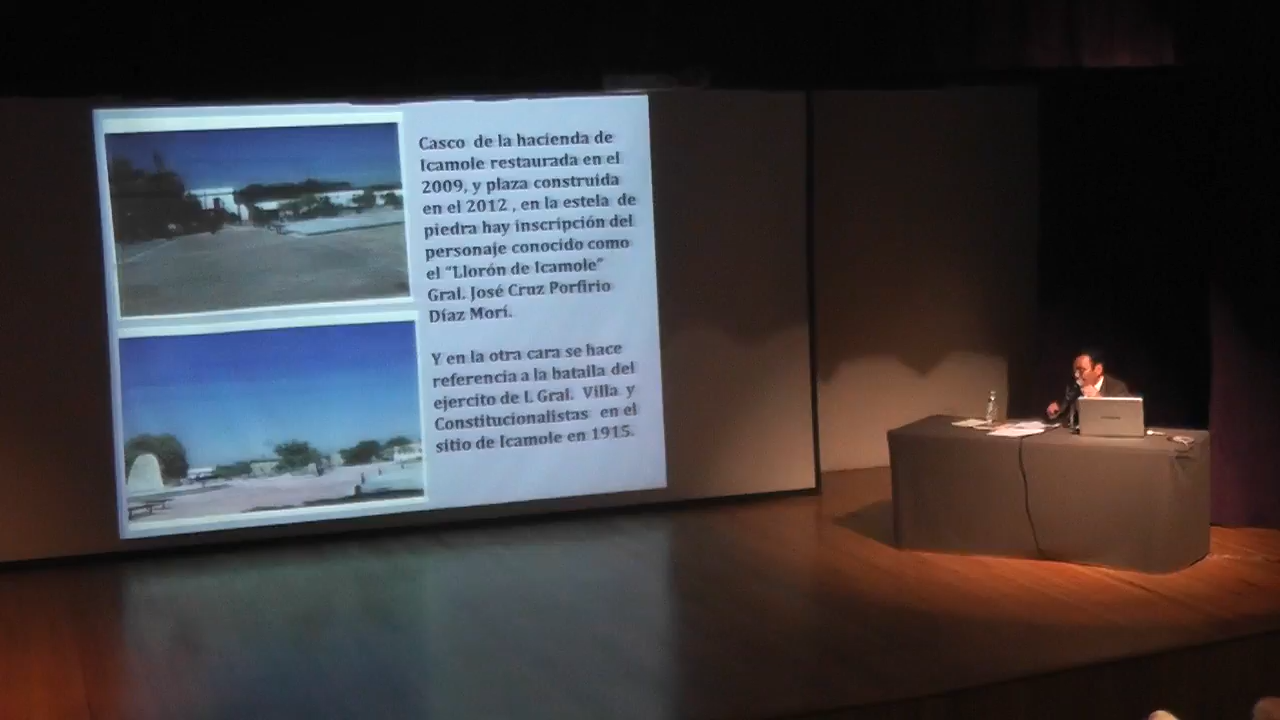 Casco de la hacienda de
Icamole restaurada en el
2009, y plaza construida
en el 2012 , en la estela de
piedra hay inscripción del
personaje conocido como
el "Llorón de Icamole"
Gral. José Cruz Porfirio
Díaz Morí.
Y en la otra cara se hace
referencia a la batalla del
ejercito de L Gral. Villa y
Constitucionalistas en el
sitio de Icamole en 1915.